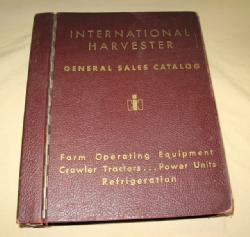 INTERNATIONAL
HARVESTER
GENERAL SALES CATALOG
Farm Operating Equipment
Crawler Tractors... Power Units
Refrigeration